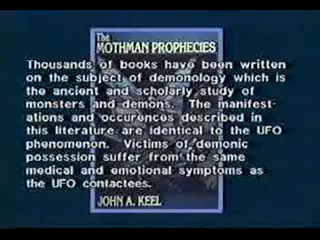 The
MOTHMAN PROPHECIES
Thousands of books have been written
on the subject of demonology which is
the ancient and scholarly study of
monsters and demons. The manifest-
ations and occurences described in
this literature are identical to the UFO
phenomenon. Victims of demonic
possession suffer from the same
medical and emotional symptoms as
the UFO contactees.
JOHN A. KEEL